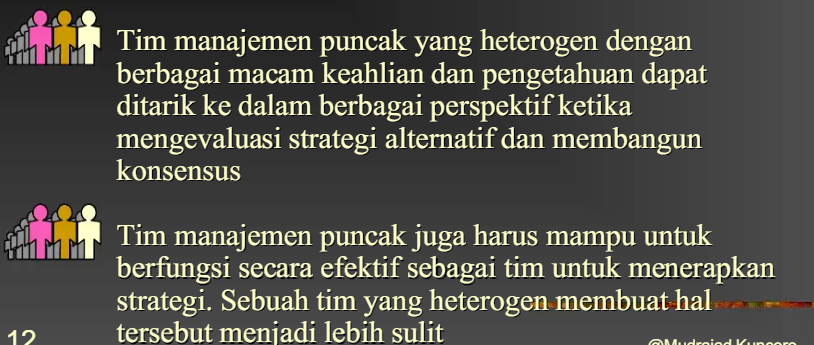 Tim manajemen puncak yang heterogen dengan
berbagai macam keahlian dan pengetahuan dapat
ditarik ke dalam berbagai perspektif ketika
mengevaluasi strategi alternatif dan membangun
konsensus
Tim manajemen puncak juga harus mampu untuk
berfungsi secara efektif sebagai tim untuk menerapkan
strategi. Sebuah tim yang heterogen membuat hal
tersebut menjadi lebih sulit
12
@Mudrajad Kuncoro